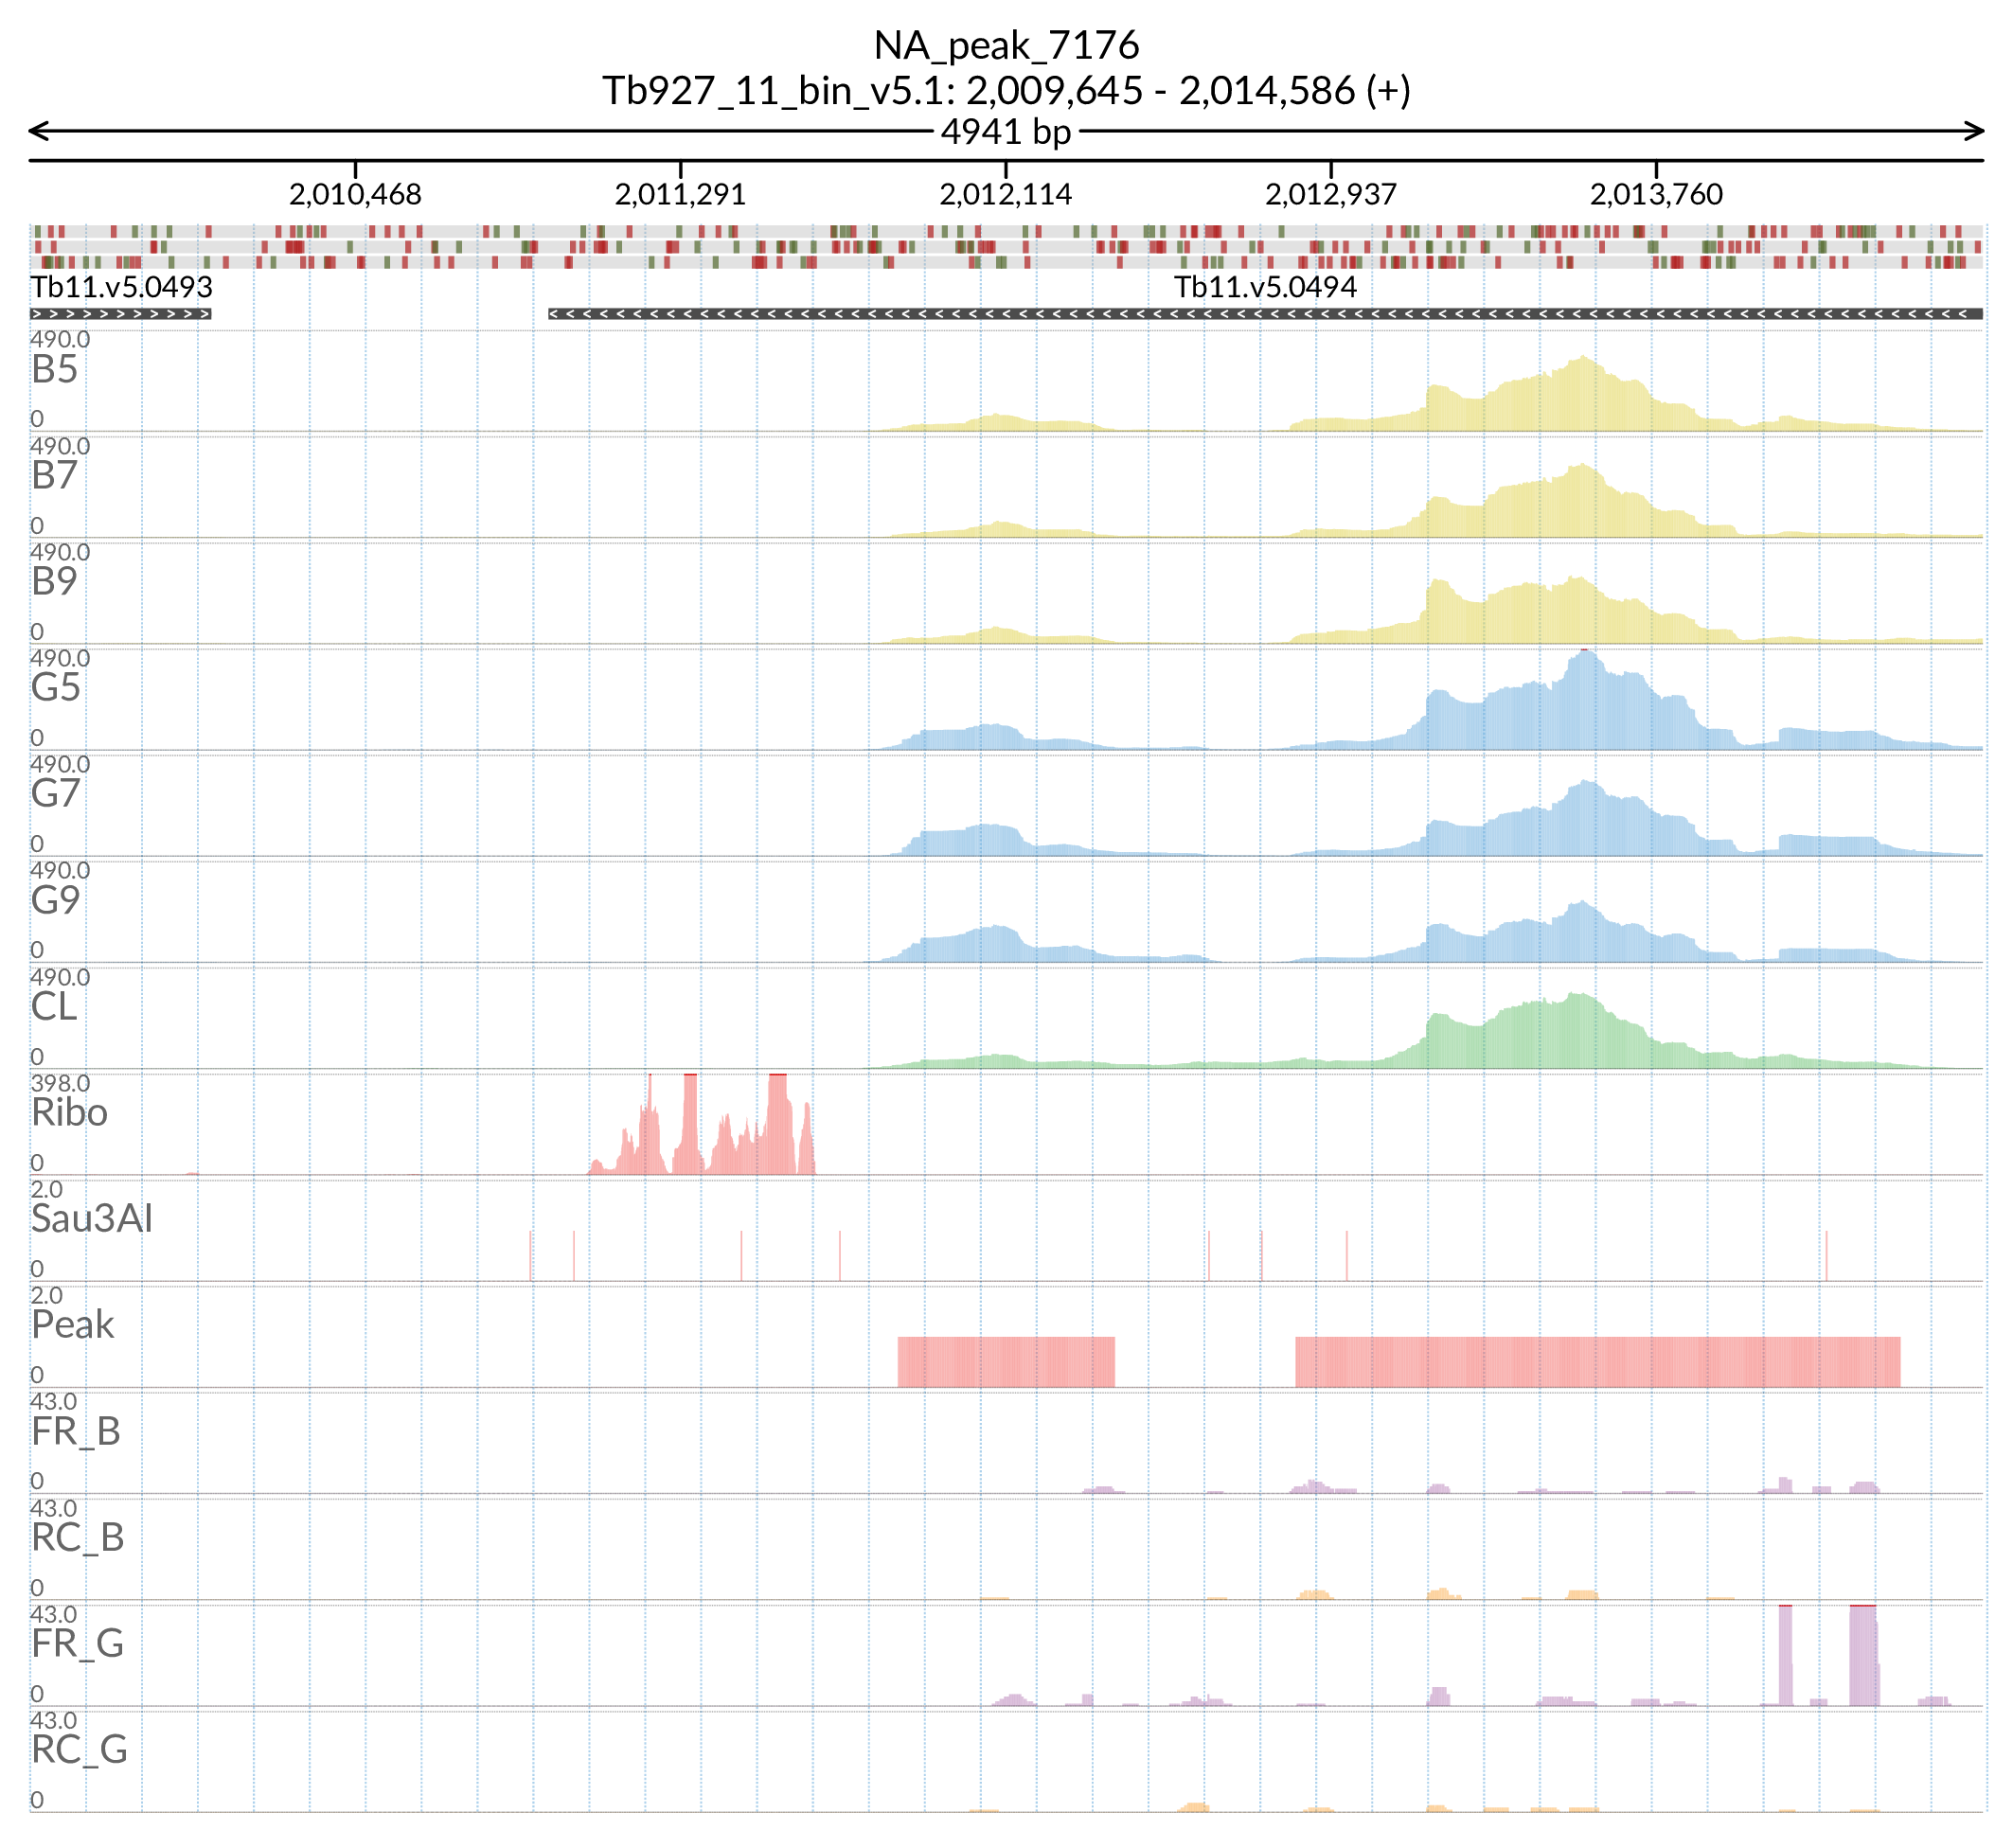 NA_peak_7176
Tb927_11_bin_v5.1: 2,009,645 - 2,014,586 (+)
4941 bp
2,010,468 2,011,291 2,012,114 2,012,937 2,013,760
Tb11.v5.0493 Tb11.v5.0494
490.0
B5
0
490.0
B7
0
490.0
B9
0
490.0
G5
0
490.0
G7
0
490.0
G9
0
490.0
CL
0
398.0
Ribo
0
2.0
Sau3AI
0
2.0
Peak
0
43.0
FR_B
0
43.0
RC_B
0
43.0
FR_G
0
43.0
RC_G
0